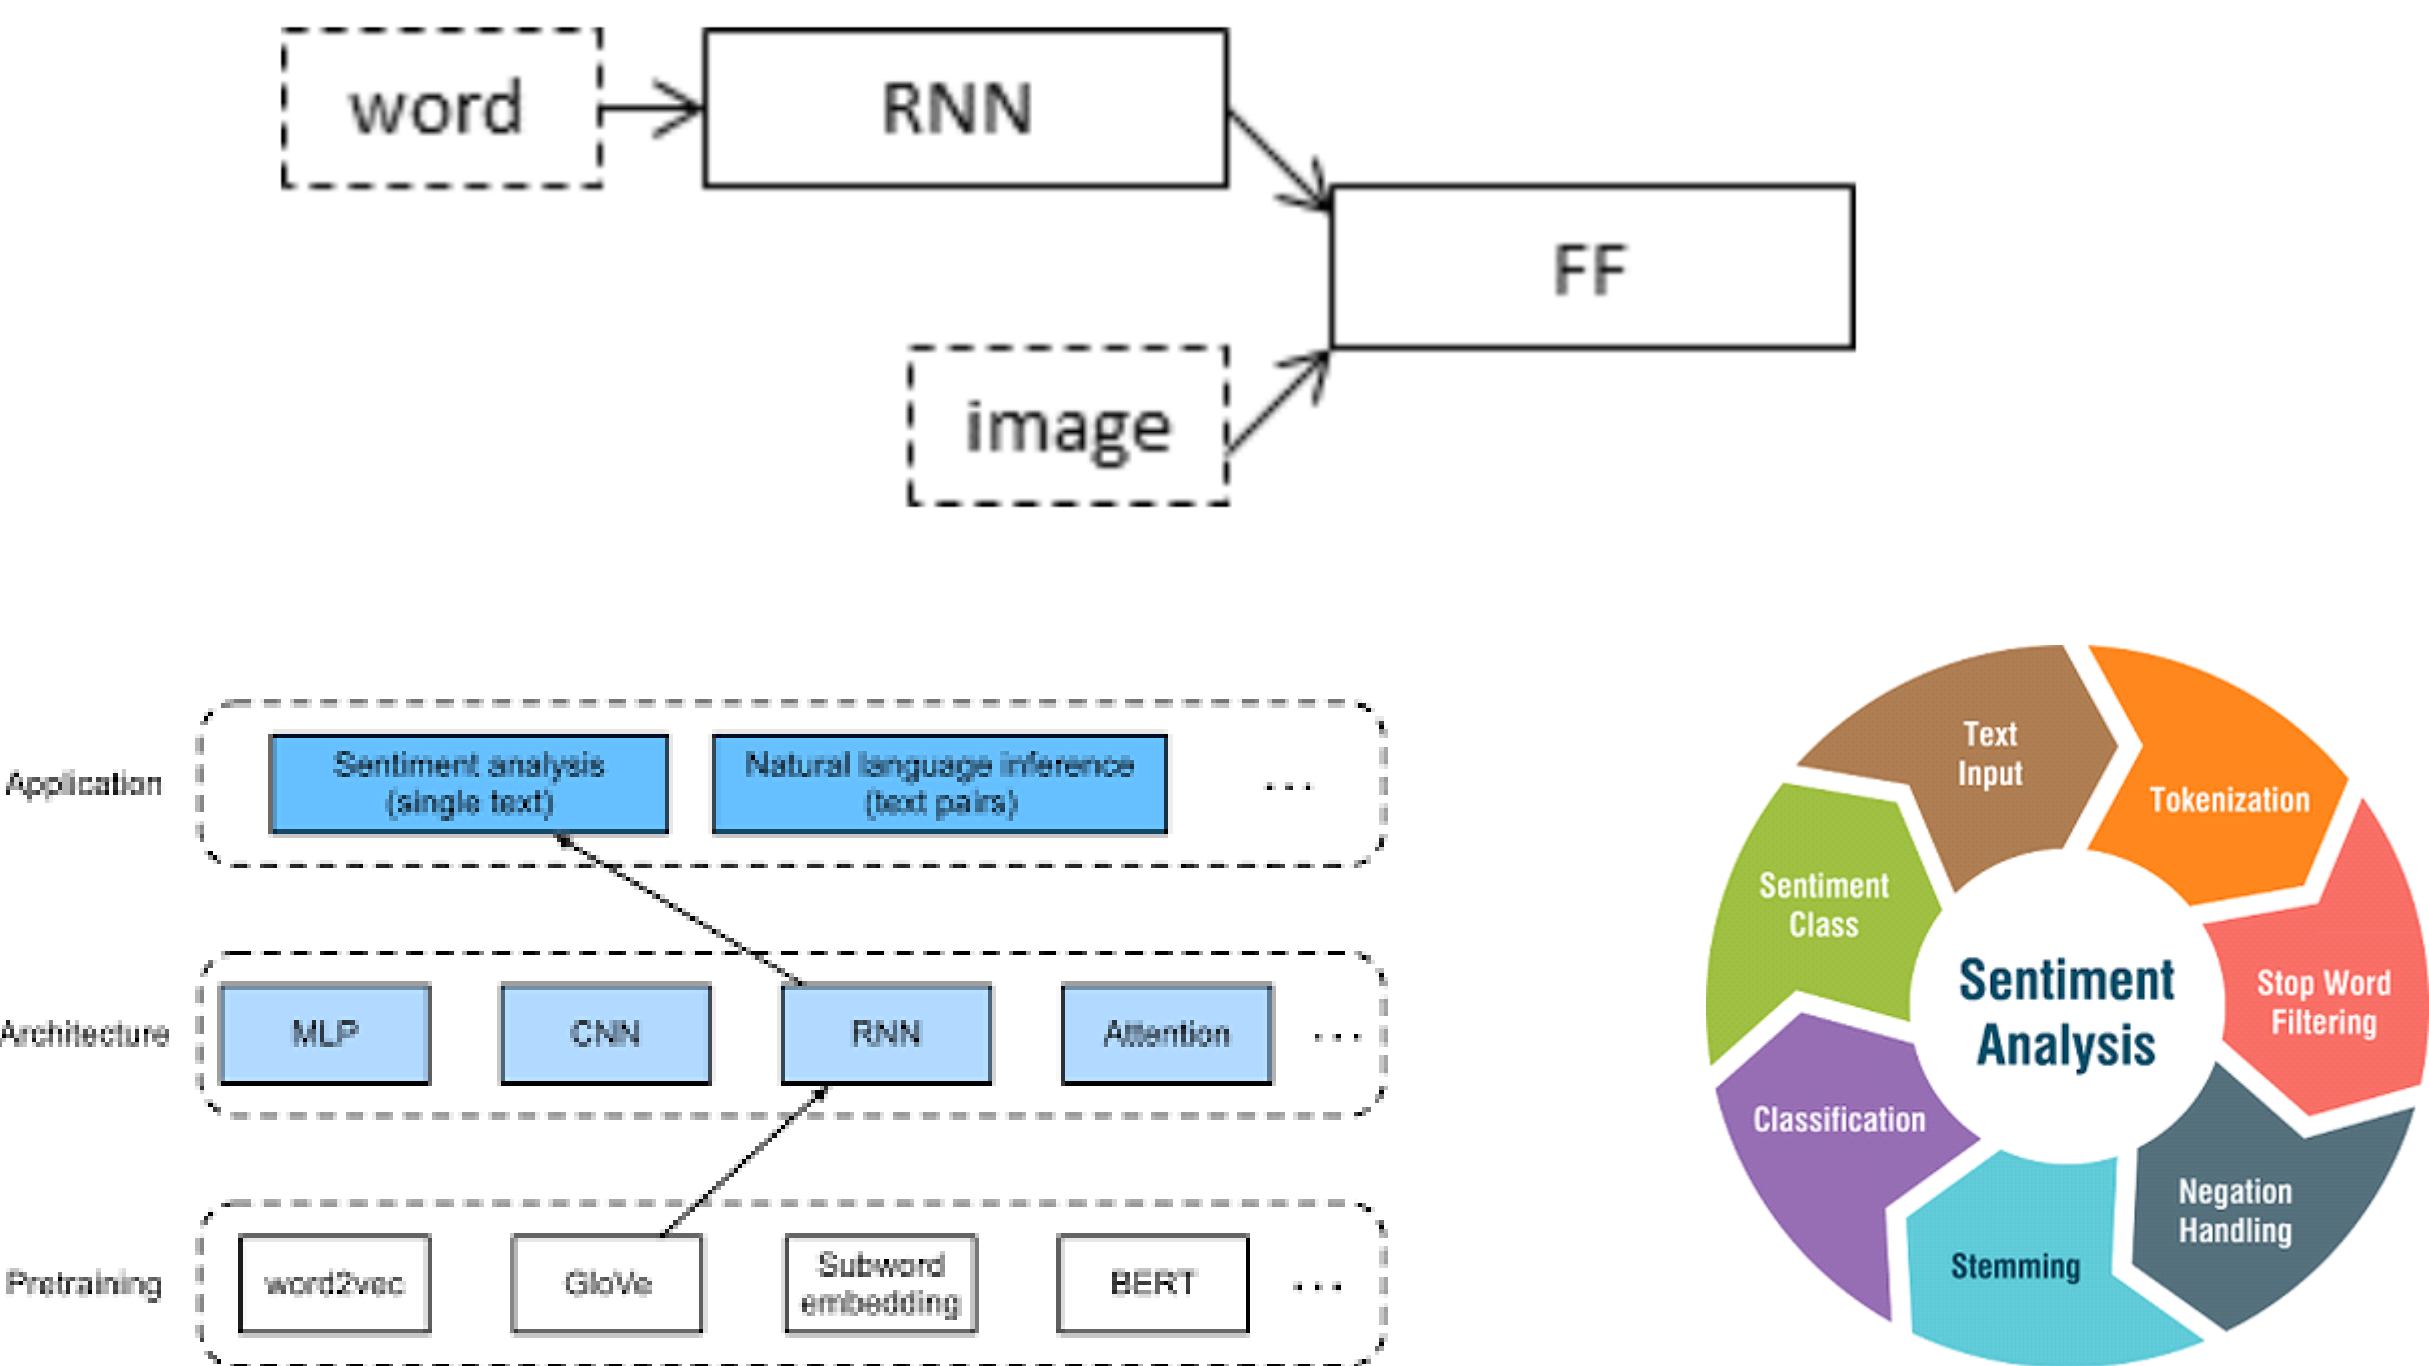 word
RNN
FF
image
Application
Sentiment analysis
(single text)
Natural language inference
(text pairs)
...
Architecture
MLP
CNN
RNN
Attention
...
Pretraining
word2vec
GloVe
Subword
embedding
BERT
...
Text
Input
Tokenization
Stop Word
Filtering
Negation
Handling
Stemming
Classification
Sentiment
Class
Sentiment
Analysis